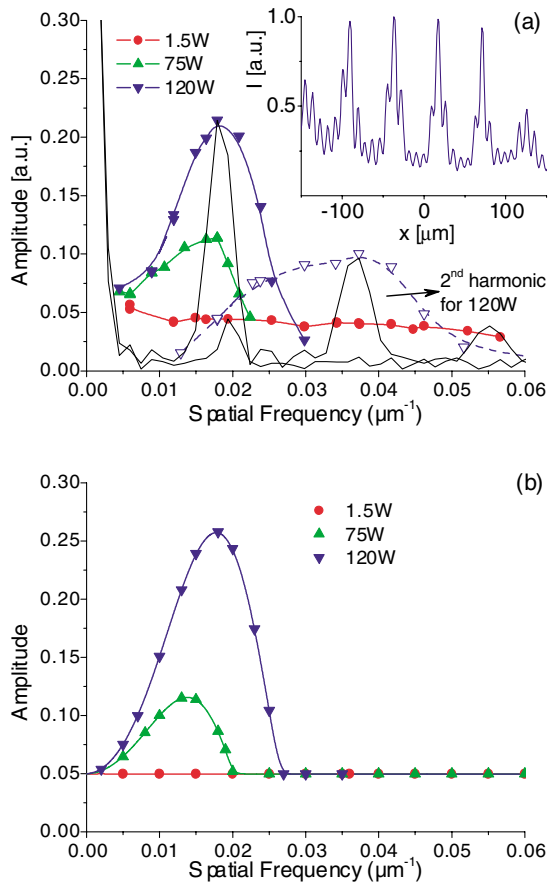 (a)
1.5W
75W
120W
I [a.u.]
1.0
0.5
-100
0
100
x [μm]
Amplitude [a.u.]
0.30
0.25
0.20
0.15
0.10
0.05
0.00
2nd harmonic
for 120W
0.00
0.01
0.02
0.03
0.04
0.05
0.06
Spatial Frequency (μm-1)
(b)
1.5W
75W
120W
Amplitude
0.30
0.25
0.20
0.15
0.10
0.05
0.00
0.00
0.01
0.02
0.03
0.04
0.05
0.06
Spatial Frequency (μm-1)